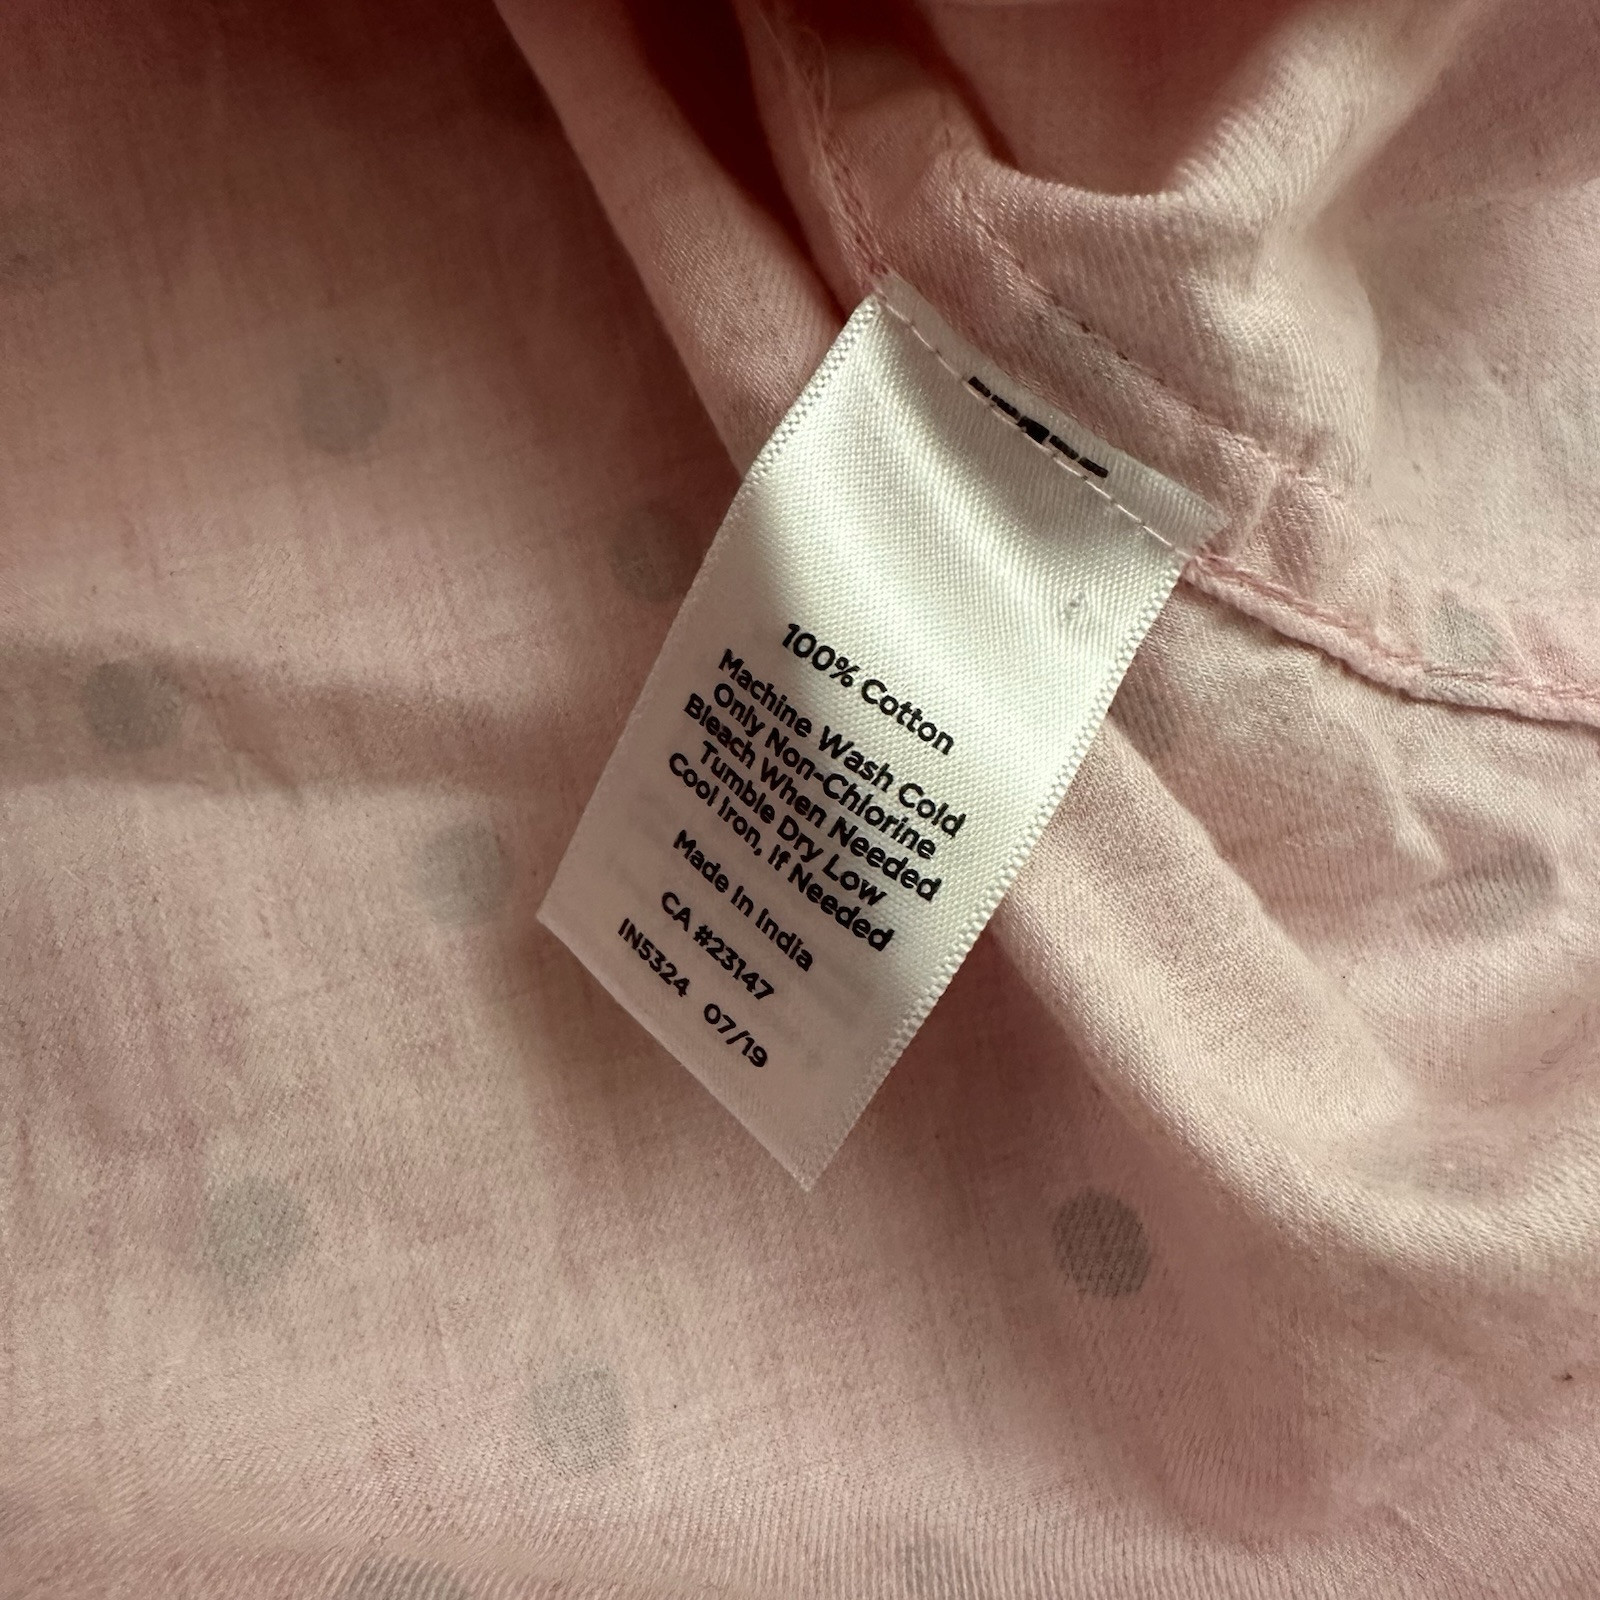 100% Cotton
Machine Wash Cold
Only Non-Chlorine
Bleach When Needed
Tumble Dry Low
Cool Iron, If Needed
Made In India
CA #23147
IN5324 07/19